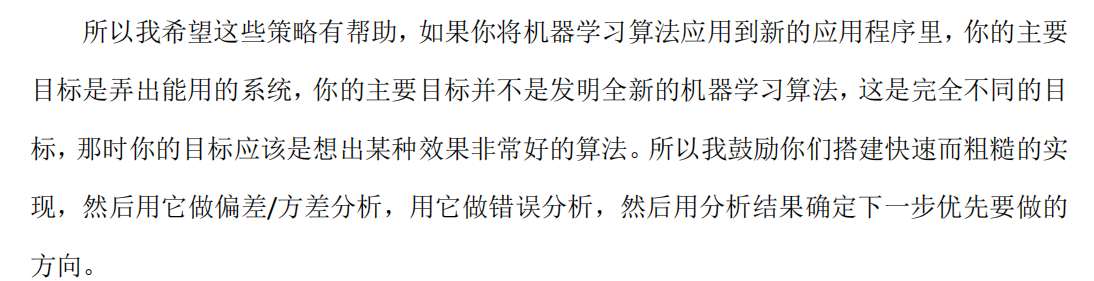 所以我希望这些策略有帮助，如果你将机器学习算法应用到新的应用程序里，你的主要
目标是弄出能用的系统，你的主要目标并不是发明全新的机器学习算法，这是完全不同的目
标，那时你的目标应该是想出某种效果非常好的算法。所以我鼓励你们搭建快速而粗糙的实
现，然后用它做偏差/方差分析，用它做错误分析，然后用分析结果确定下一步优先要做的
方向。